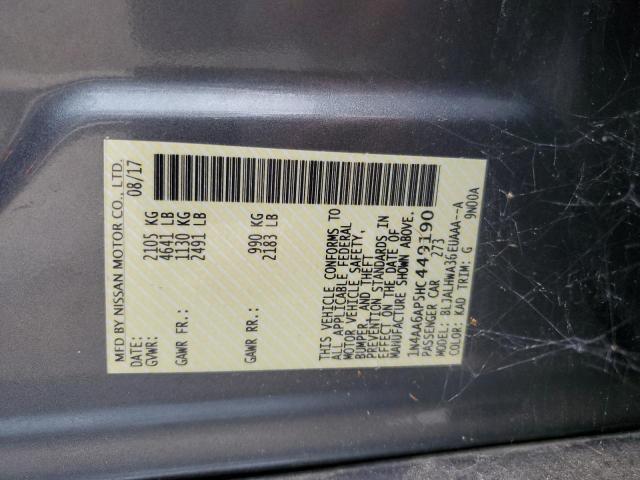 MFD BY NISSAN MOTOR CO., LTD.
DATE: 08/17
GVWR: 2105 KG
4641 LB
GAWR FR.: 1130 KG
2491 LB
GAWR RR.: 990 KG
2183 LB
THIS VEHICLE CONFORMS TO
ALL APPLICABLE FEDERAL
MOTOR VEHICLE SAFETY,
BUMPER, AND THEFT
PREVENTION STANDARDS IN
EFFECT ON THE DATE OF
MANUFACTURE SHOWN ABOVE.
1N4AA6AP5HC449190
PASSENGER CAR 273
MODEL: BLJALHWA36EUAAA--A
COLOR: KAD TRIM: G 9N00A